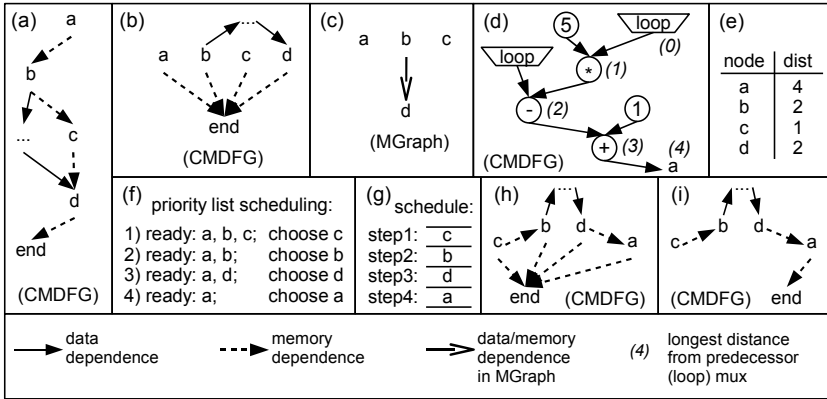 (a)
a
b
...
c
d
end
(CMDFG)
(b)
...
a b c d
end
(CMDFG)
(c)
a b c
d
(MGraph)
(d)
5
loop
(0)
loop
* (1)
- (2)
1
+ (3)
(4)
a
(CMDFG)
(e)
node dist
a 4
b 2
c 1
d 2
(f)
priority list scheduling:
1) ready: a, b, c; choose c
2) ready: a, b; choose b
3) ready: a, d; choose d
4) ready: a; choose a
(g)
schedule:
step1: c
step2: b
step3: d
step4: a
(h)
...
c b d a
end
(CMDFG)
(i)
...
c b d a
end
(CMDFG)
data
dependence
memory
dependence
data/memory
dependence
in MGraph
(4)
longest distance
from predecessor
(loop) mux